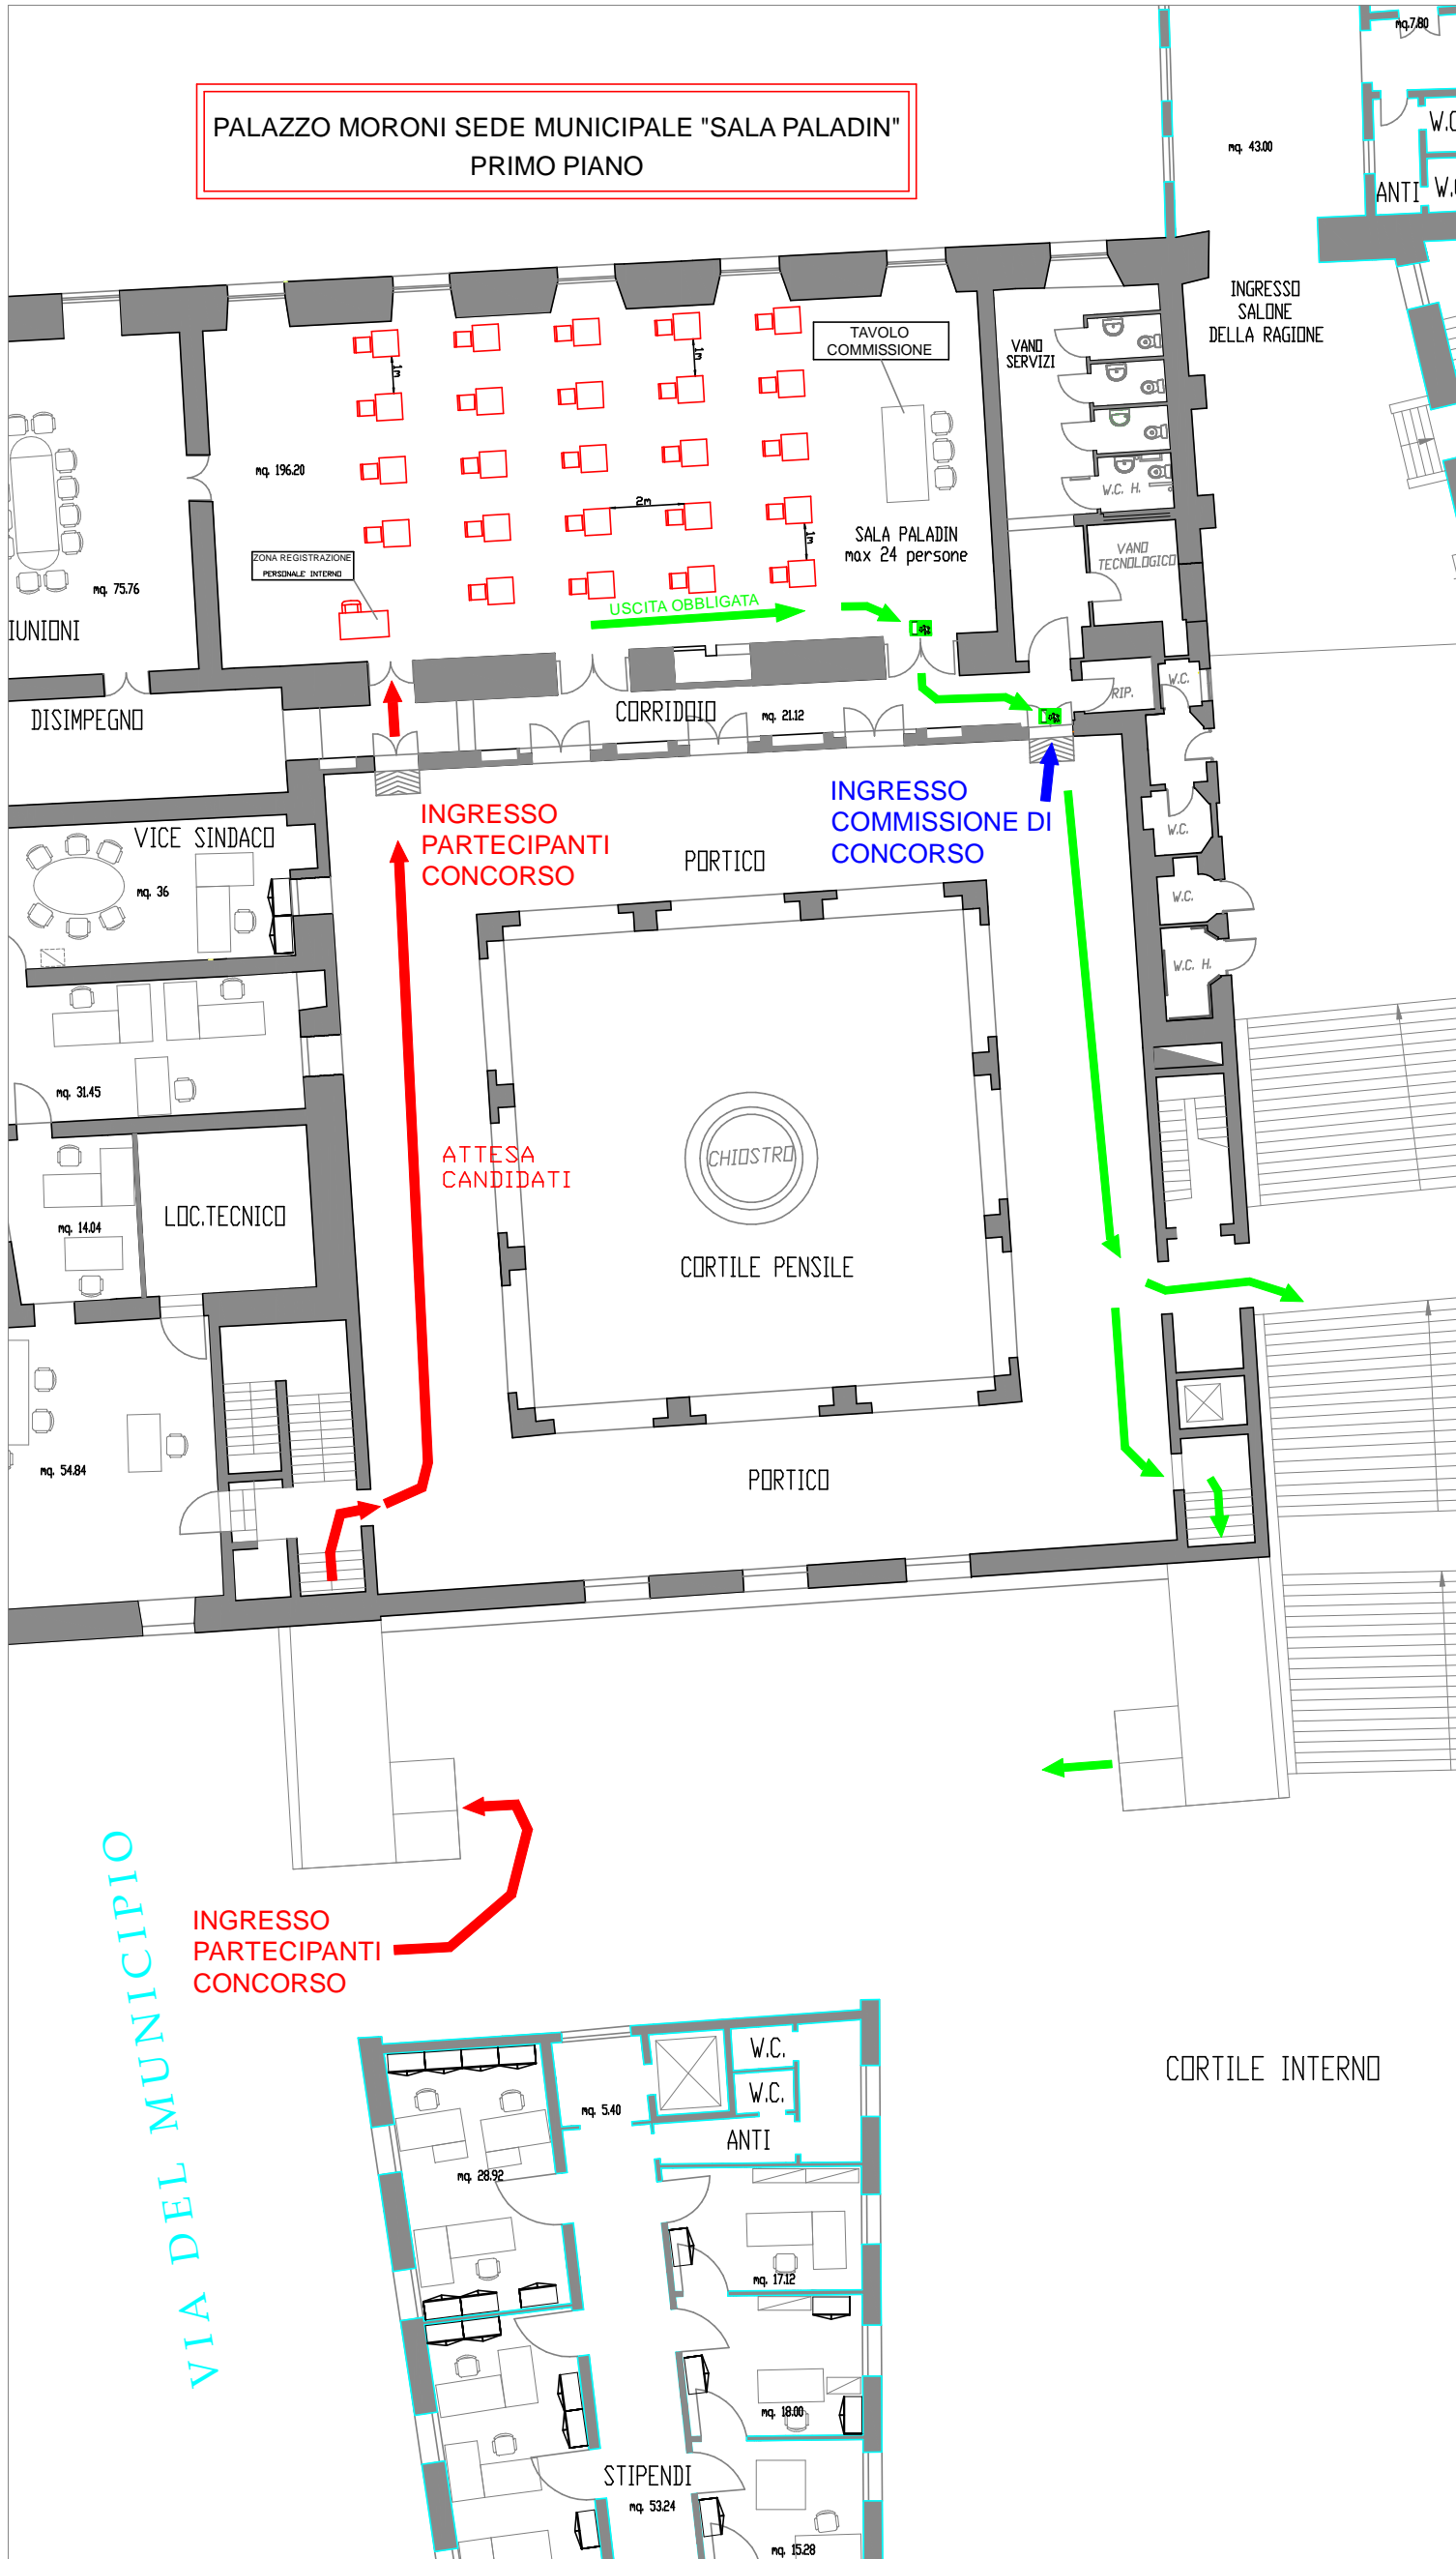 PALAZZO MORONI SEDE MUNICIPALE "SALA PALADIN"
PRIMO PIANO
mq.7.80
W.C
mq. 43.00
ANTI
W.
INGRESSO
SALONE
DELLA RAGIONE
TAVOLO
COMMISSIONE
VANO
SERVIZI
1m
1m
mq. 196.20
2m
W.C. H.
1m
SALA PALADIN
max 24 persone
VANO
TECNOLOGICO
ZONA REGISTRAZIONE
PERSONALE INTERNO
mq. 75.76
IUNIONI
USCITA OBBLIGATA
DISIMPEGNO
CORRIDOIO
mq. 21.12
RIP.
W.C.
INGRESSO
PARTECIPANTI
CONCORSO
INGRESSO
COMMISSIONE DI
CONCORSO
VICE SINDACO
mq. 36
PORTICO
W.C.
W.C.
W.C. H.
mq. 31.45
ATTESA
CANDIDATI
CHIOSTRO
LOC.TECNICO
mq. 14.04
CORTILE PENSILE
mq. 54.84
PORTICO
VIA DEL MUNICIPIO
INGRESSO
PARTECIPANTI
CONCORSO
CORTILE INTERNO
W.C.
W.C.
mq. 5.40
ANTI
mq. 28.92
mq. 17.12
mq. 18.00
STIPENDI
mq. 53.24
mq. 15.28